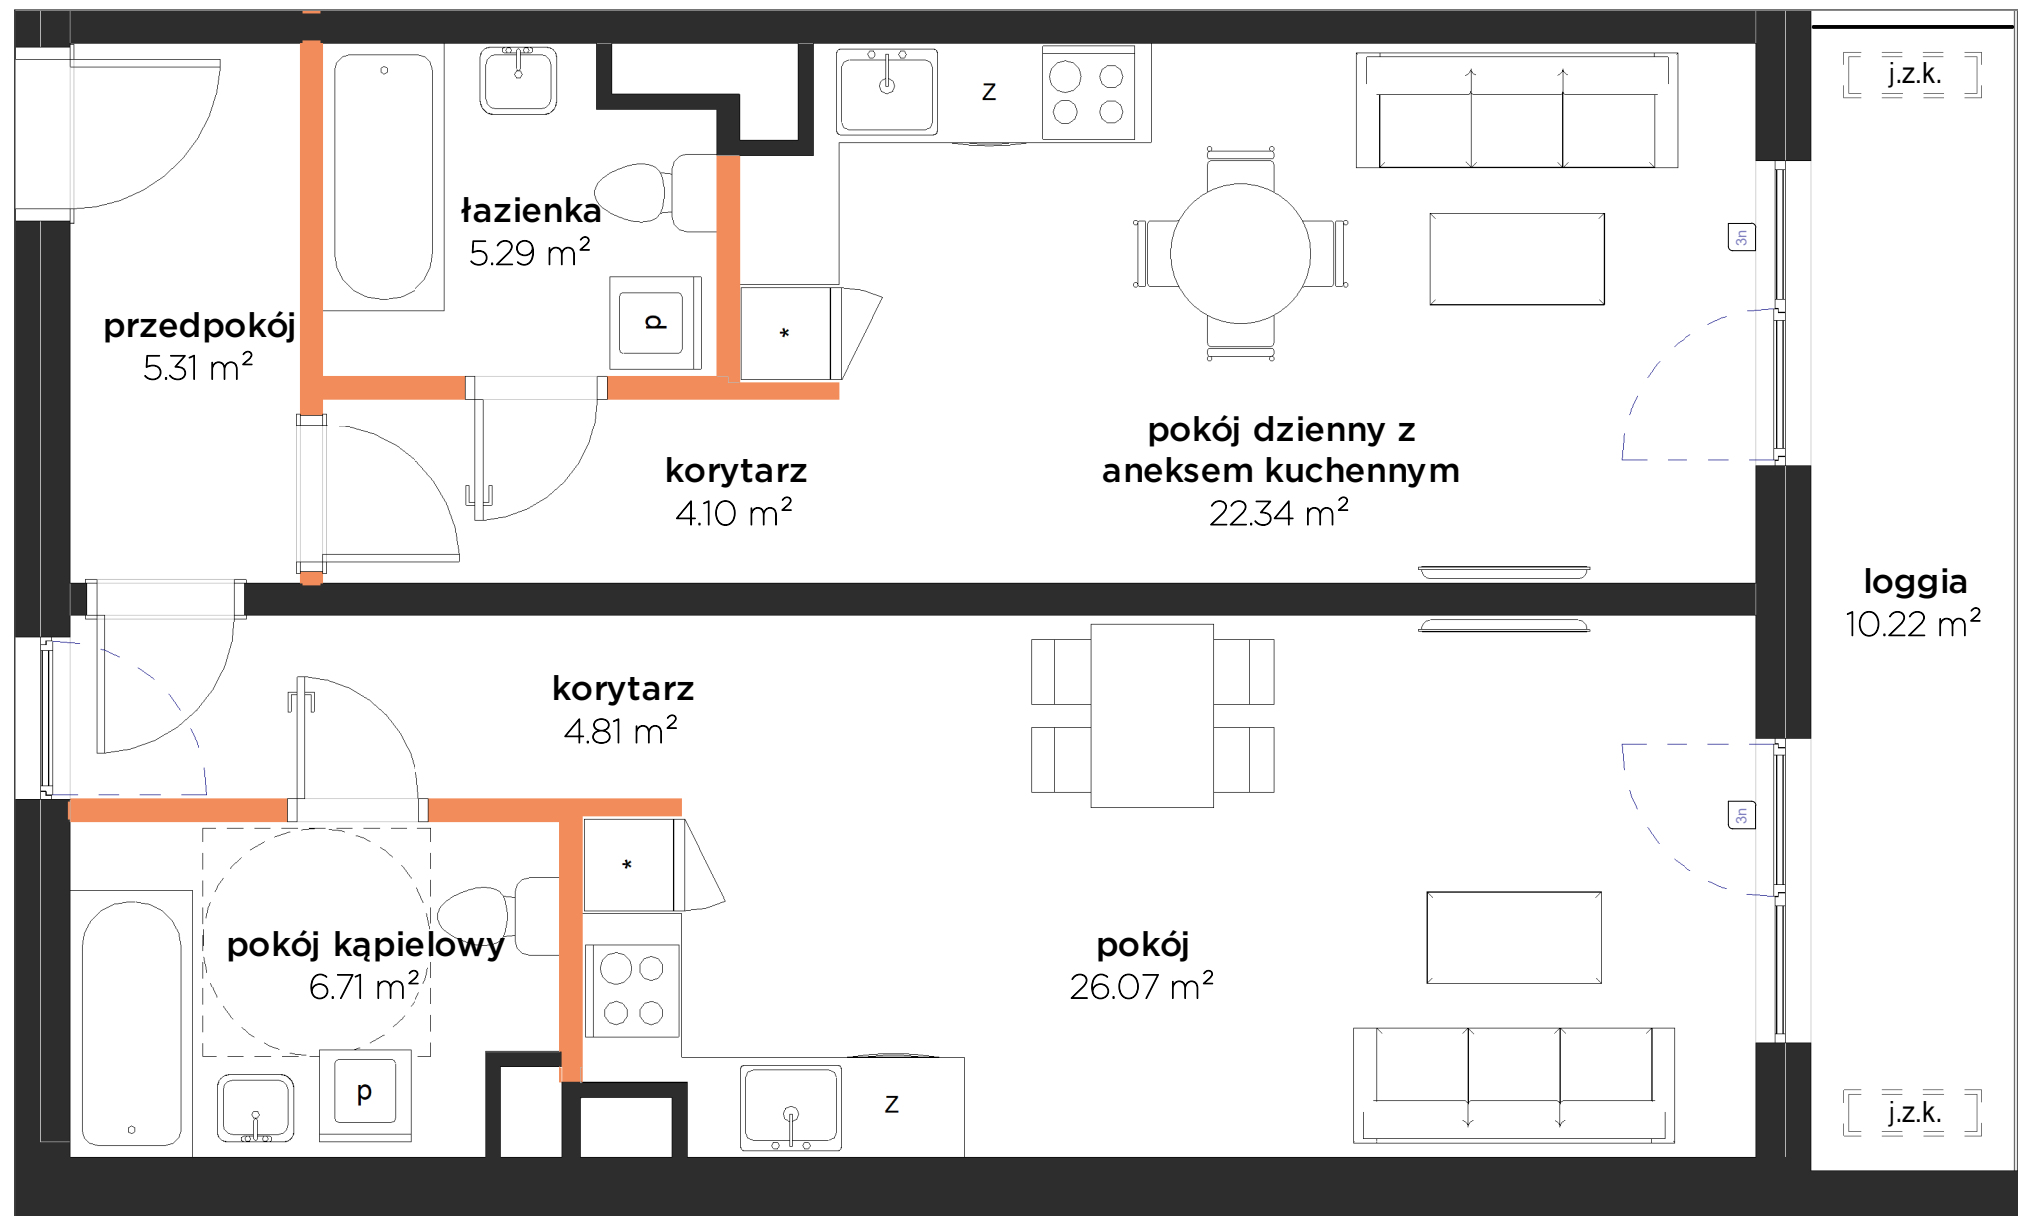 z
j.z.k.
łazienka
5.29 m²
3n
przedpokój
5.31 m²
p
*
pokój dzienny z
aneksem kuchennym
22.34 m²
korytarz
4.10 m²
loggia
10.22 m²
korytarz
4.81 m²
3n
*
pokój kąpielowy
6.71 m²
pokój
26.07 m²
p
z
j.z.k.